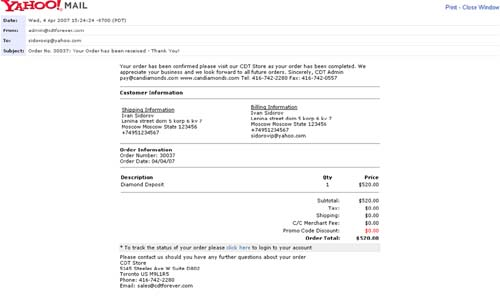 YAHOO! MAIL
Print - Close Window
Date: Wed, 4 Apr 2007 15:24:24 -0700 (PDT)
From: admin@cdtforever.com
To: sidorovip@yahoo.com
Subject: Order No. 30037: Your Order has been received - Thank You!
Your order has been confirmed please visit our CDT Store as your order has been completed. We
appreciate your business and we look forward to all future orders. Sincerely, CDT Admin
pay@candiamonds.com www.candiamonds.com Tel: 416-742-2280 Fax: 416-742-0557
Customer Information
Shipping Information
Ivan Sidorov
Lenina street dom 5 korp 6 kv 7
Moscow Moscow State 123456
+74951234567
Billing Information
Ivan Sidorov
Lenina street dom 5 korp 6 kv 7
Moscow Moscow State 123456
+74951234567
sidorovip@yahoo.com
Order Information
Order Number: 30037
Order Date: 04/04/07
Description Qty Price
Diamond Deposit 1 $520.00
Subtotal: $520.00
Tax: $0.00
Shipping: $0.00
C/C Merchant Fee: $0.00
Promo Code Discount: $0.00
Order Total: $520.00
* To track the status of your order please click here to login to your account
Please contact us should you have any further questions about your order
CDT Store
5165 Steeles Ave W Suite D802
Toronto US M9L1R5
Phone: 416-742-2280
Email: sales@cdtforever.com